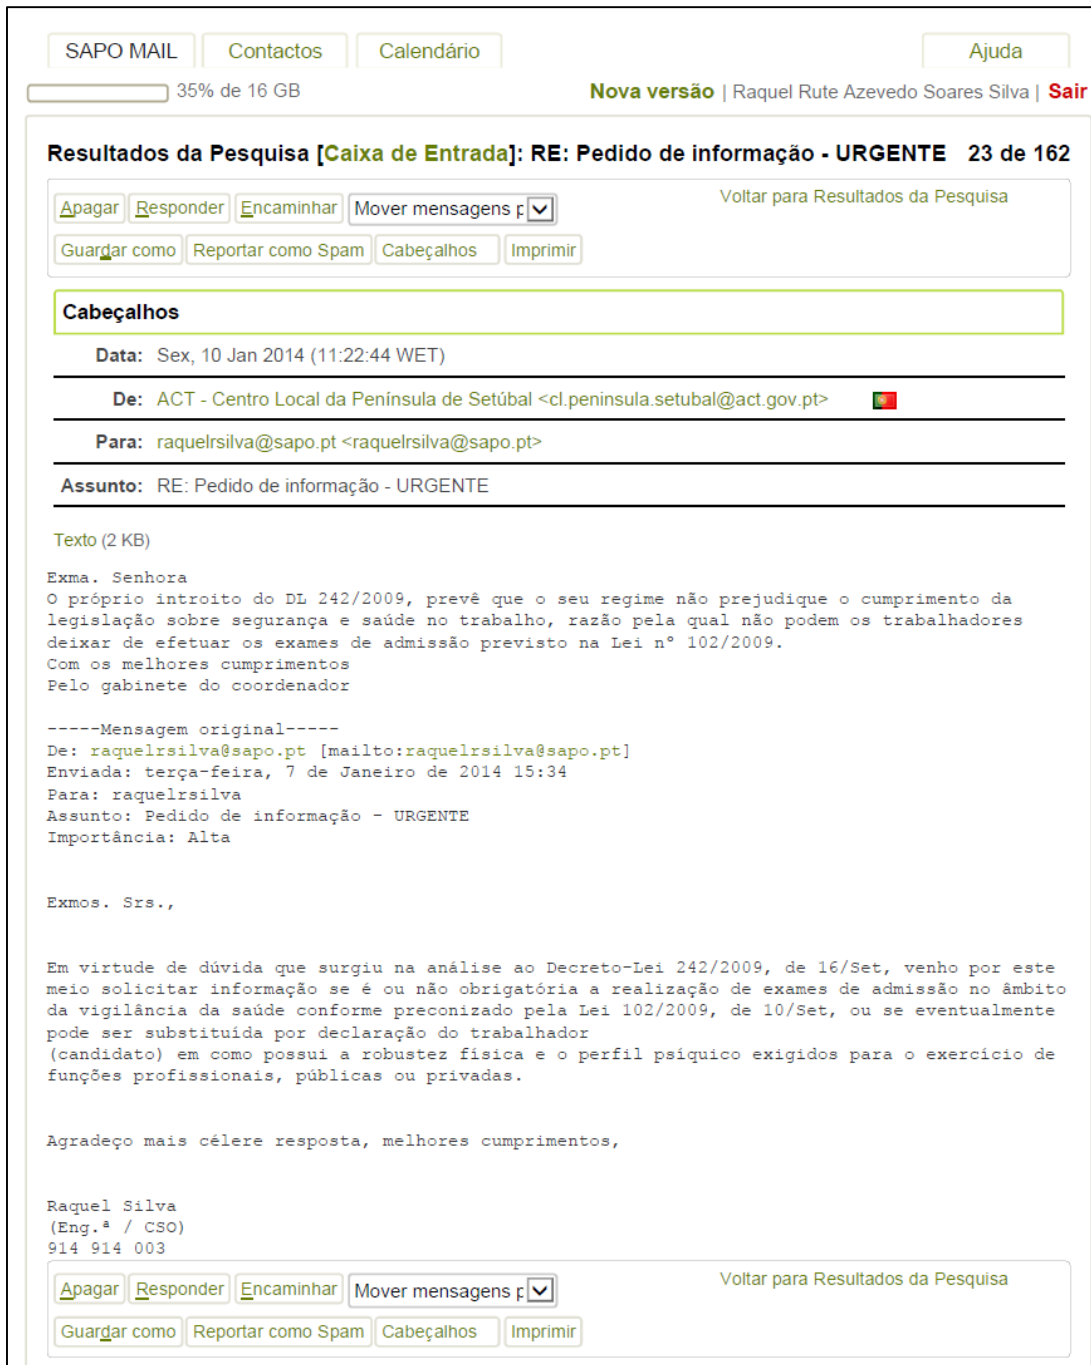 SAPO MAIL Contactos Calendário Ajuda
35% de 16 GB Nova versão | Raquel Rute Azevedo Soares Silva | Sair
Resultados da Pesquisa [Caixa de Entrada]: RE: Pedido de informação - URGENTE 23 de 162
Apagar Responder Encaminhar Mover mensagens p Voltar para Resultados da Pesquisa
Guardar como Reportar como Spam Cabeçalhos Imprimir
Cabeçalhos
Data: Sex, 10 Jan 2014 (11:22:44 WET)
De: ACT - Centro Local da Península de Setúbal <cl.peninsula.setubal@act.gov.pt>
Para: raquelrsilva@sapo.pt <raquelrsilva@sapo.pt>
Assunto: RE: Pedido de informação - URGENTE
Texto (2 KB)
Exma. Senhora
O próprio introito do DL 242/2009, prevê que o seu regime não prejudique o cumprimento da
legislação sobre segurança e saúde no trabalho, razão pela qual não podem os trabalhadores
deixar de efetuar os exames de admissão previsto na Lei nº 102/2009.
Com os melhores cumprimentos
Pelo gabinete do coordenador
-----Mensagem original-----
De: raquelrsilva@sapo.pt [mailto:raquelrsilva@sapo.pt]
Enviada: terça-feira, 7 de Janeiro de 2014 15:34
Para: raquelrsilva
Assunto: Pedido de informação - URGENTE
Importância: Alta
Exmos. Srs.,
Em virtude de dúvida que surgiu na análise ao Decreto-Lei 242/2009, de 16/Set, venho por este
meio solicitar informação se é ou não obrigatória a realização de exames de admissão no âmbito
da vigilância da saúde conforme preconizado pela Lei 102/2009, de 10/Set, ou se eventualmente
pode ser substituída por declaração do trabalhador
(candidato) em como possui a robustez física e o perfil psíquico exigidos para o exercício de
funções profissionais, públicas ou privadas.
Agradeço mais célere resposta, melhores cumprimentos,
Raquel Silva
(Eng.ª / CSO)
914 914 003
Apagar Responder Encaminhar Mover mensagens p Voltar para Resultados da Pesquisa
Guardar como Reportar como Spam Cabeçalhos Imprimir